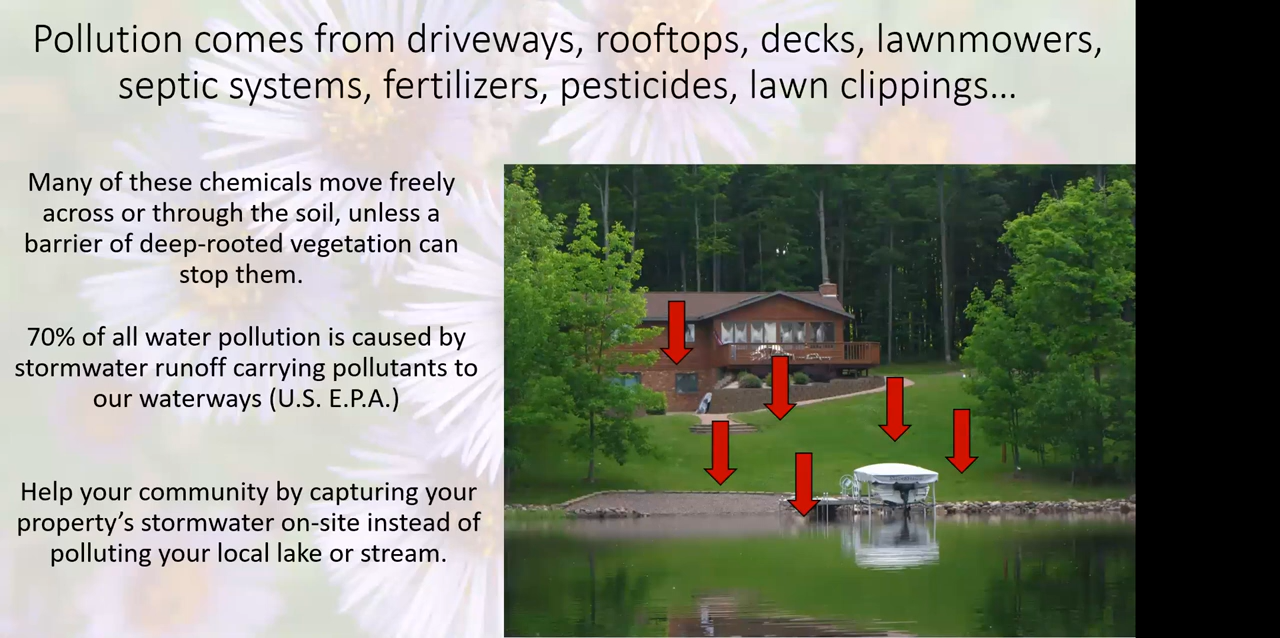 Pollution comes from driveways, rooftops, decks, lawnmowers,
septic systems, fertilizers, pesticides, lawn clippings…
Many of these chemicals move freely
across or through the soil, unless a
barrier of deep-rooted vegetation can
stop them.
70% of all water pollution is caused by
stormwater runoff carrying pollutants to
our waterways (U.S. E.P.A.)
Help your community by capturing your
property’s stormwater on-site instead of
polluting your local lake or stream.